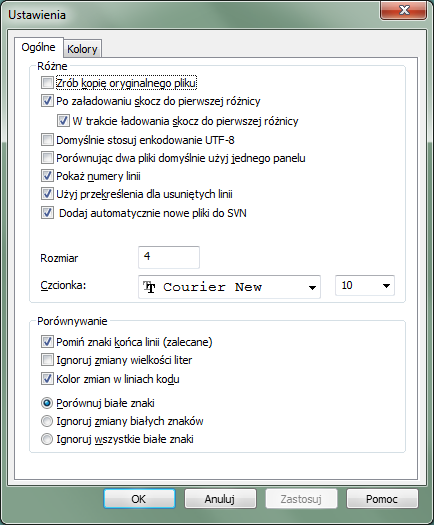 Ustawienia
Ogólne Kolory
Różne
Zrób kopię oryginalnego pliku
Po załadowaniu skocz do pierwszej różnicy
W trakcie ładowania skocz do pierwszej różnicy
Domyślnie stosuj enkodowanie UTF-8
Porównując dwa pliki domyślnie użyj jednego panelu
Pokaż numery linii
Użyj przekreślenia dla usuniętych linii
Dodaj automatycznie nowe pliki do SVN
Rozmiar 4
Czcionka: Courier New 10
Porównywanie
Pomiń znaki końca linii (zalecane)
Ignoruj zmiany wielkości liter
Kolor zmian w liniach kodu
Porównuj białe znaki
Ignoruj zmiany białych znaków
Ignoruj wszystkie białe znaki
OK Anuluj Zastosuj Pomoc